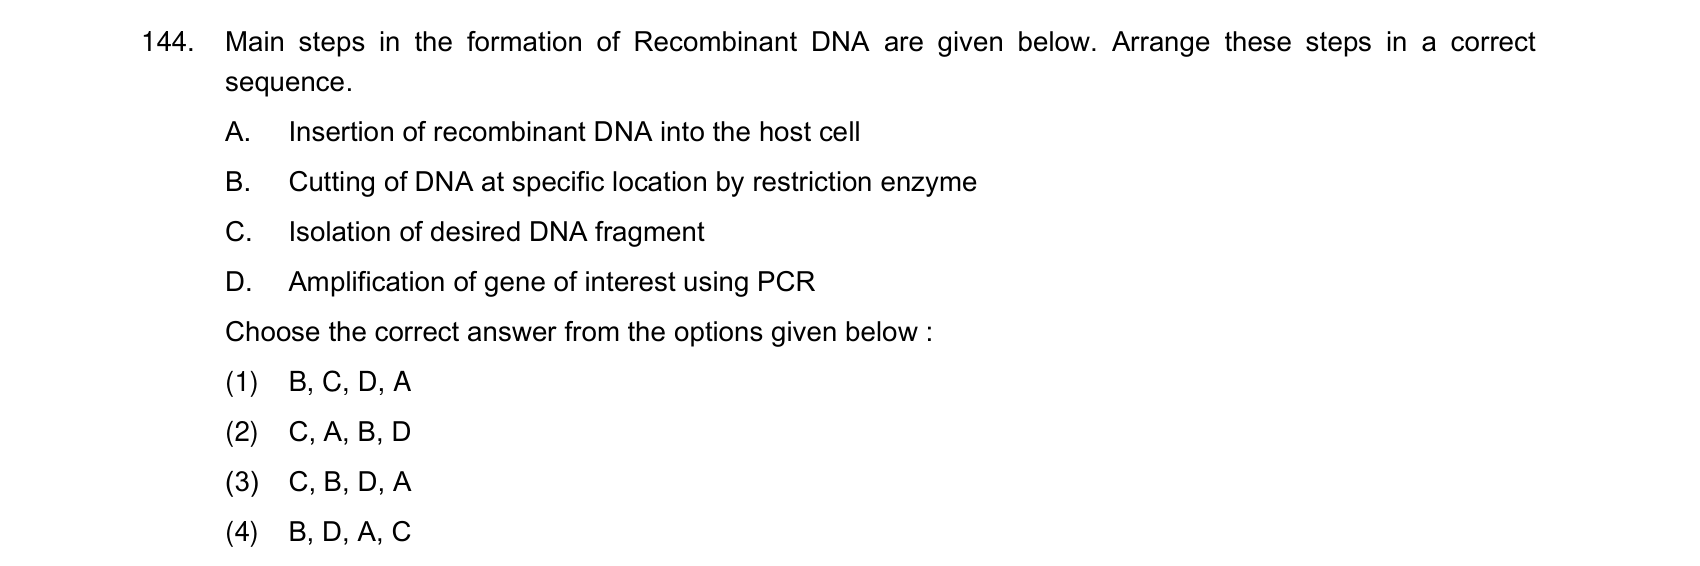 144. Main steps in the formation of Recombinant DNA are given below. Arrange these steps in a correct
sequence.
A. Insertion of recombinant DNA into the host cell
B. Cutting of DNA at specific location by restriction enzyme
C. Isolation of desired DNA fragment
D. Amplification of gene of interest using PCR
Choose the correct answer from the options given below :
(1) B, C, D, A
(2) C, A, B, D
(3) C, B, D, A
(4) B, D, A, C